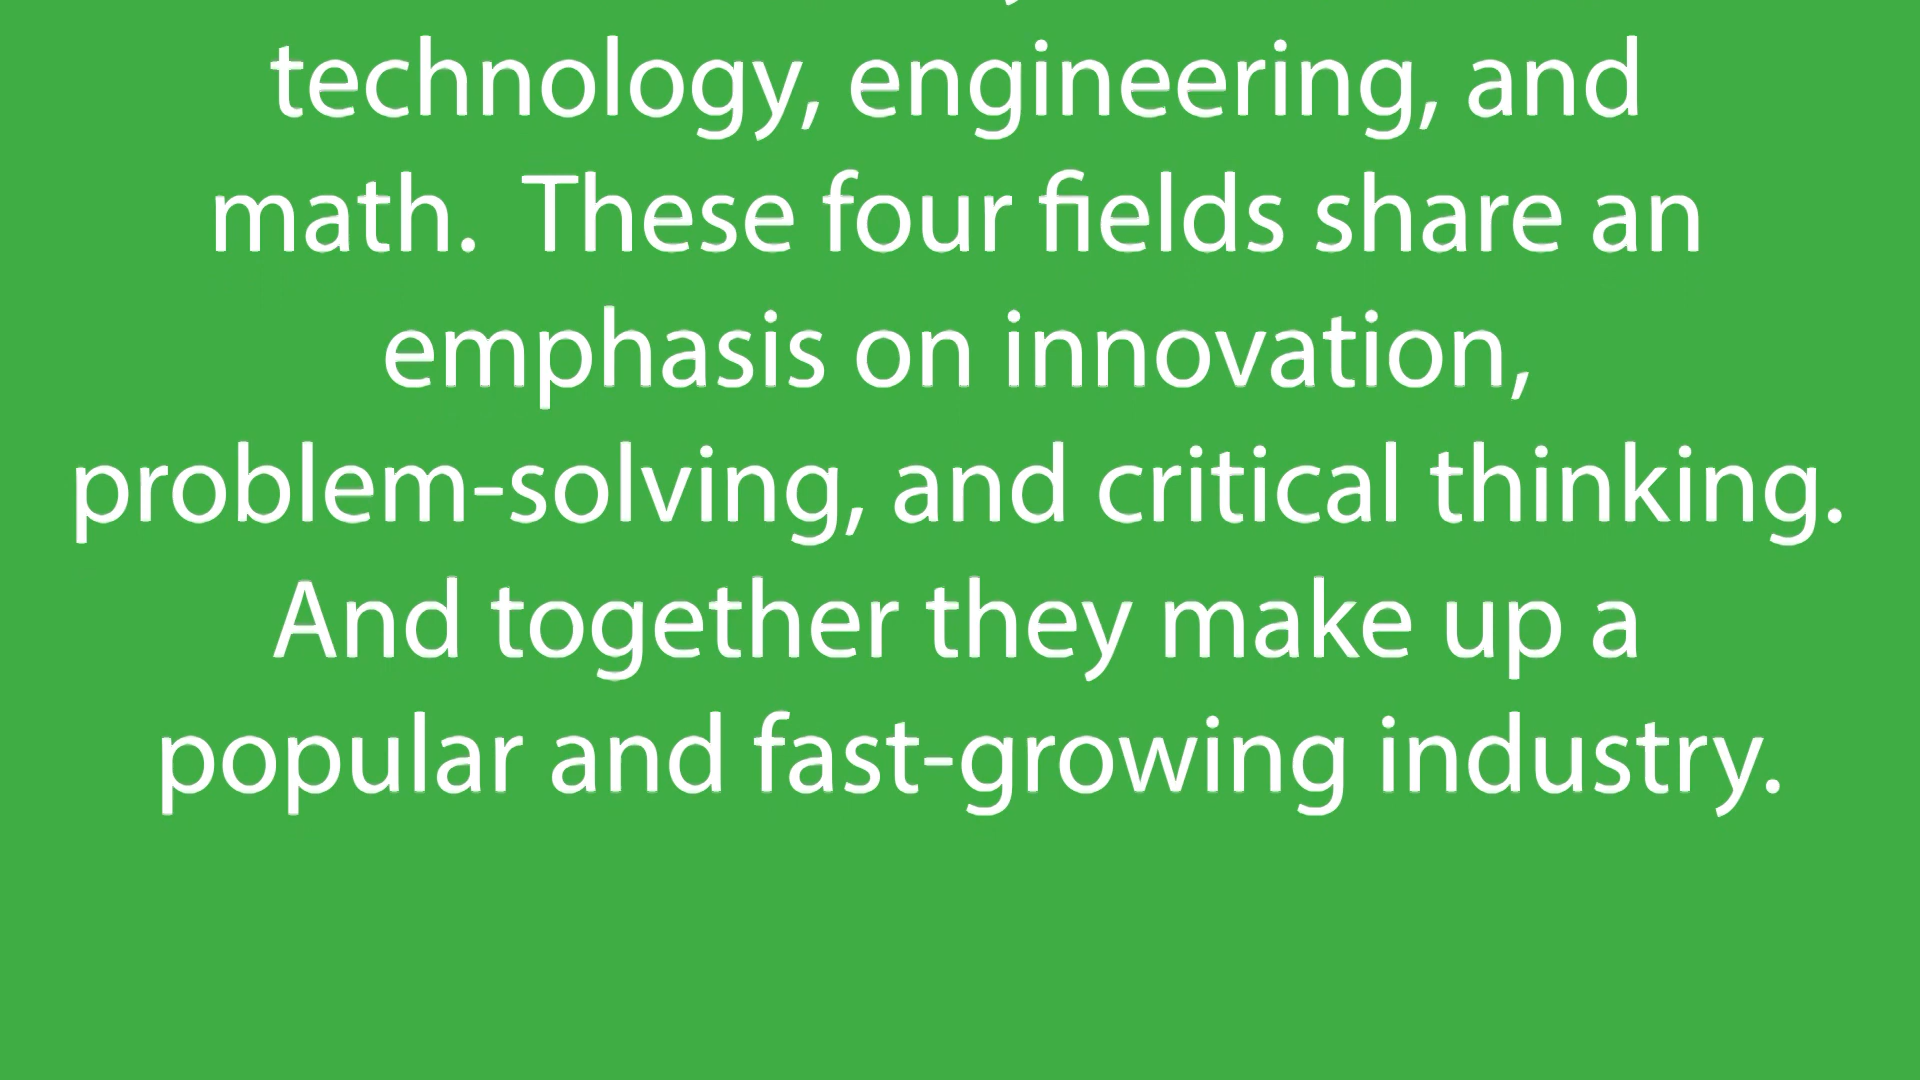 technology, engineering, and
math.  These four fields share an
emphasis on innovation,
problem-solving, and critical thinking.
And together they make up a
popular and fast-growing industry.